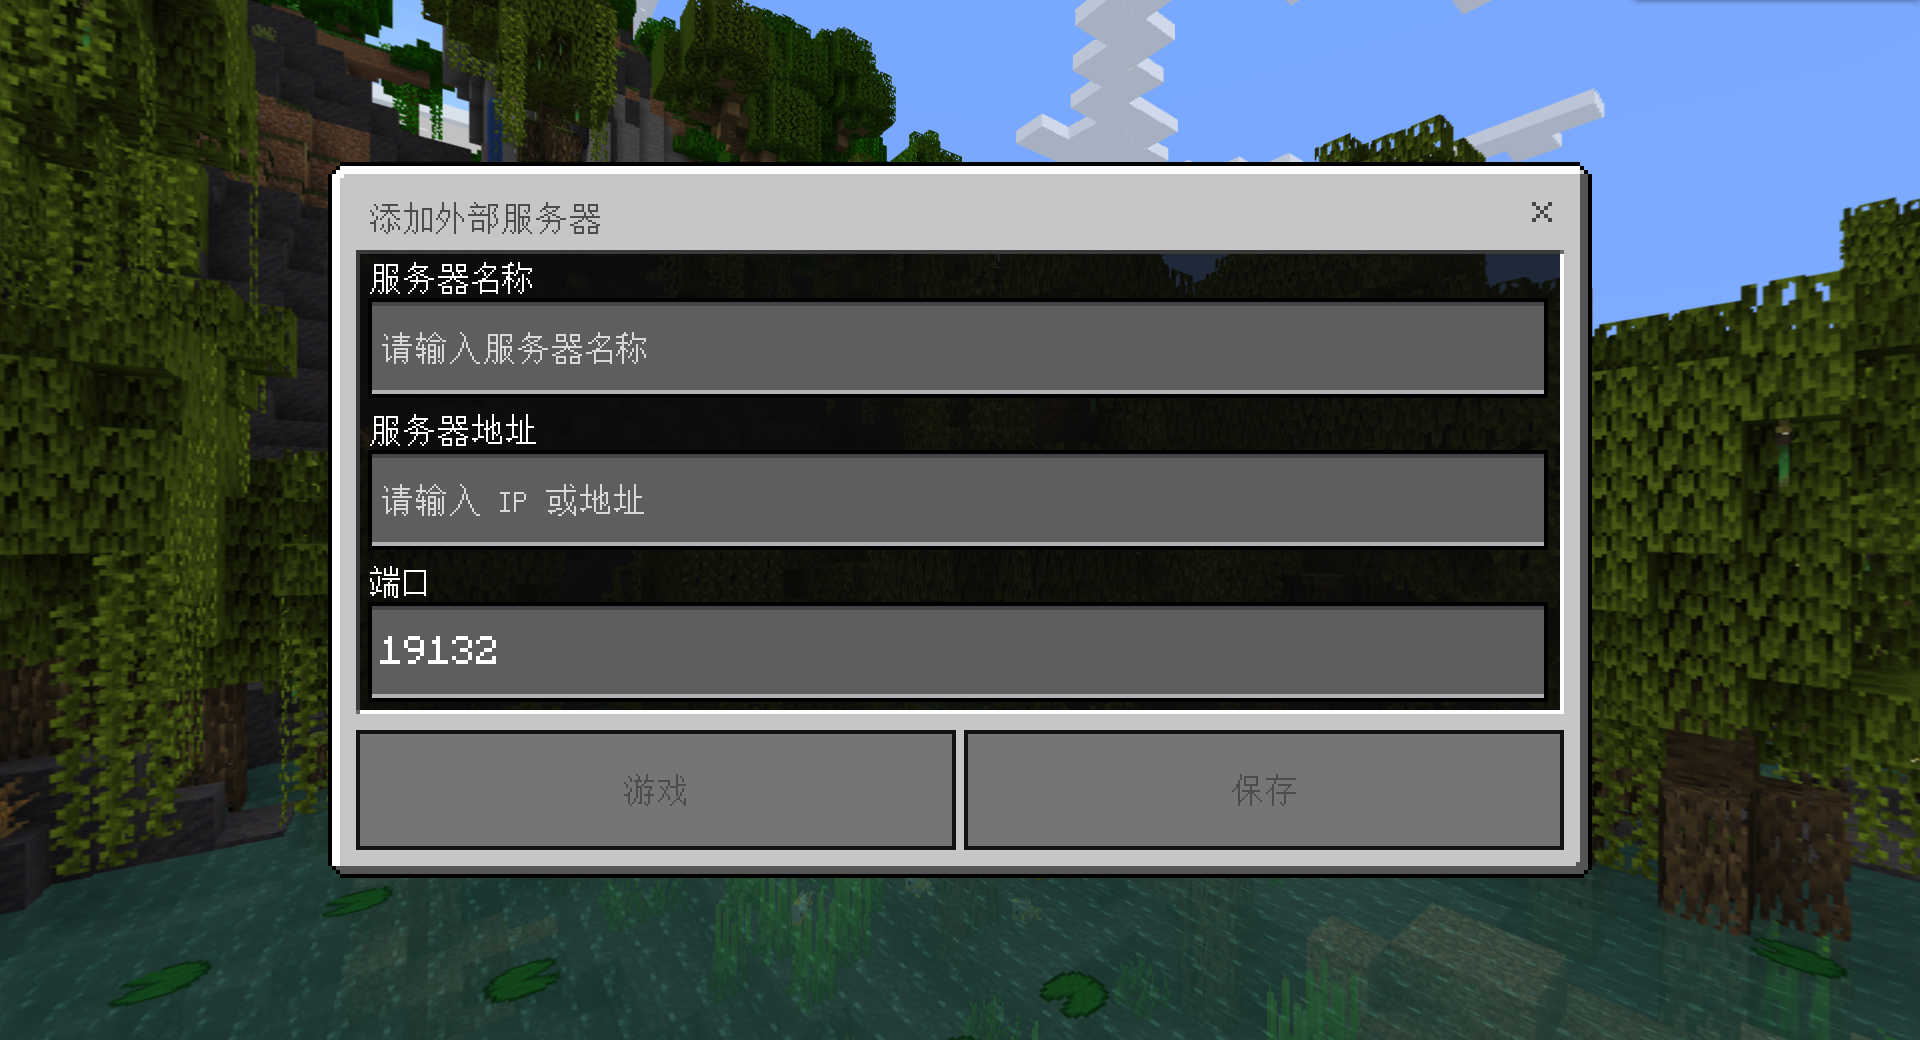 添加外部服务器
服务器名称
请输入服务器名称
服务器地址
请输入 IP 或地址
端口
19132
游戏
保存